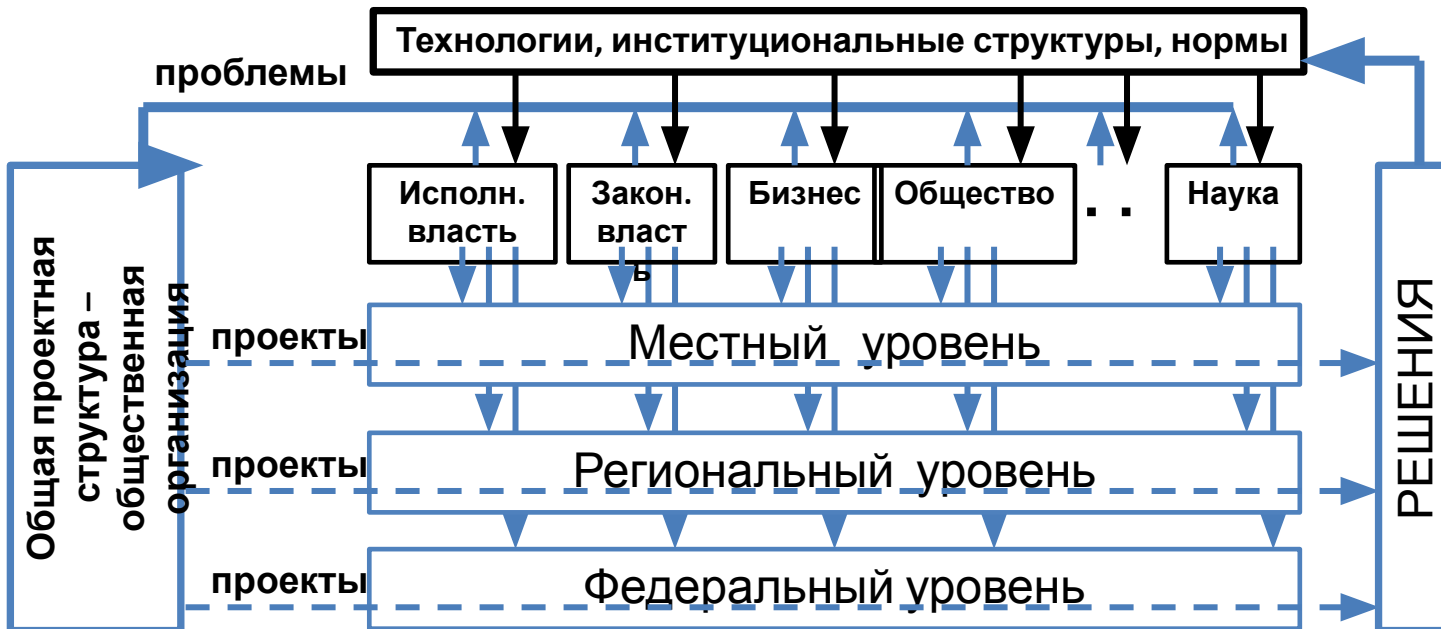 Технологии, институциональные структуры, нормы
проблемы
Исполн.
власть
Закон.
власт
ь
Бизнес
Общество
. .
Наука
Общая проектная
структура –
общественная
организация
проекты
Местный уровень
проекты
Региональный уровень
проекты
Федеральный уровень
РЕШЕНИЯ